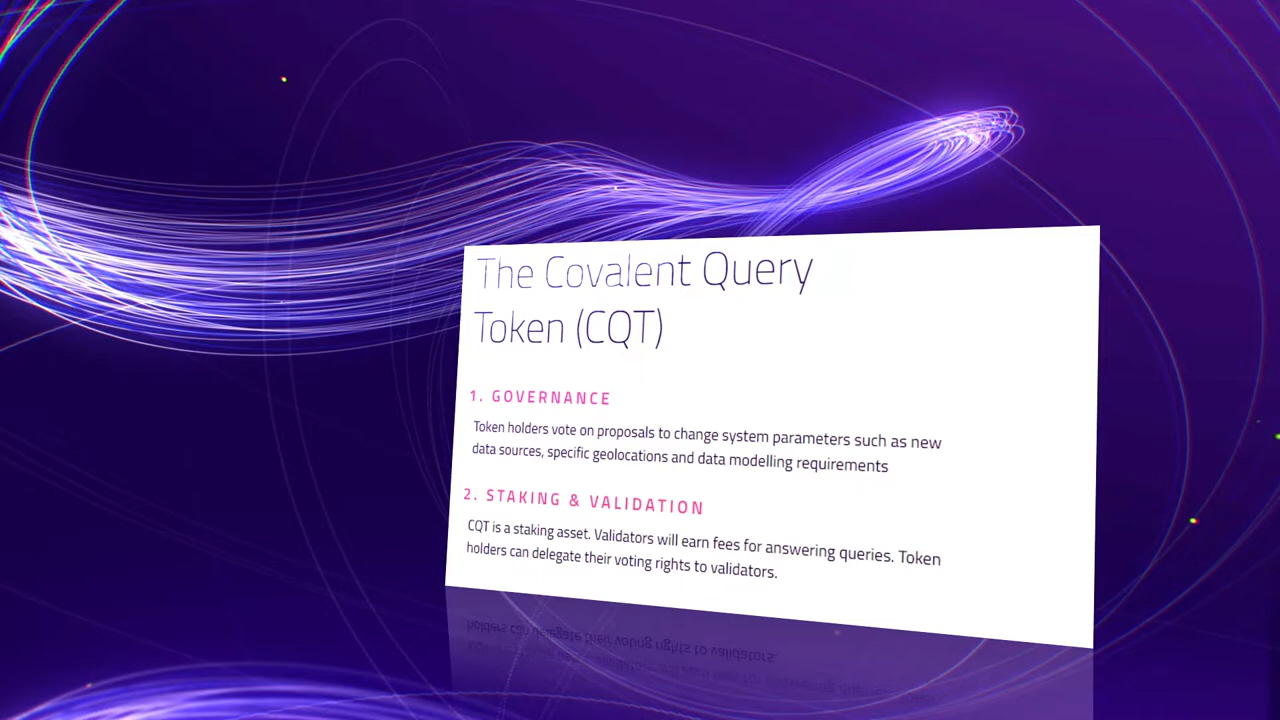 The Covalent Query
Token (CQT)
1. GOVERNANCE
Token holders vote on proposals to change system parameters such as new
data sources, specific geolocations and data modelling requirements
2. STAKING & VALIDATION
CQT is a staking asset. Validators will earn fees for answering queries. Token
holders can delegate their voting rights to validators.